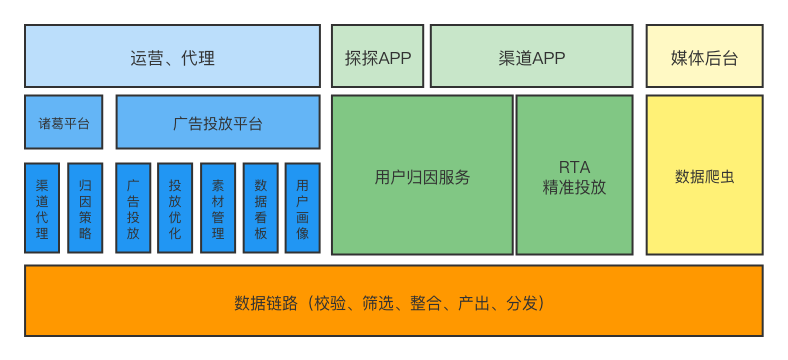 运营、代理
探探APP
渠道APP
媒体后台
诸葛平台
广告投放平台
用户归因服务
RTA
精准投放
数据爬虫
渠道代理
归因策略
广告投放
投放优化
素材管理
数据看板
用户画像
数据链路（校验、筛选、整合、产出、分发）